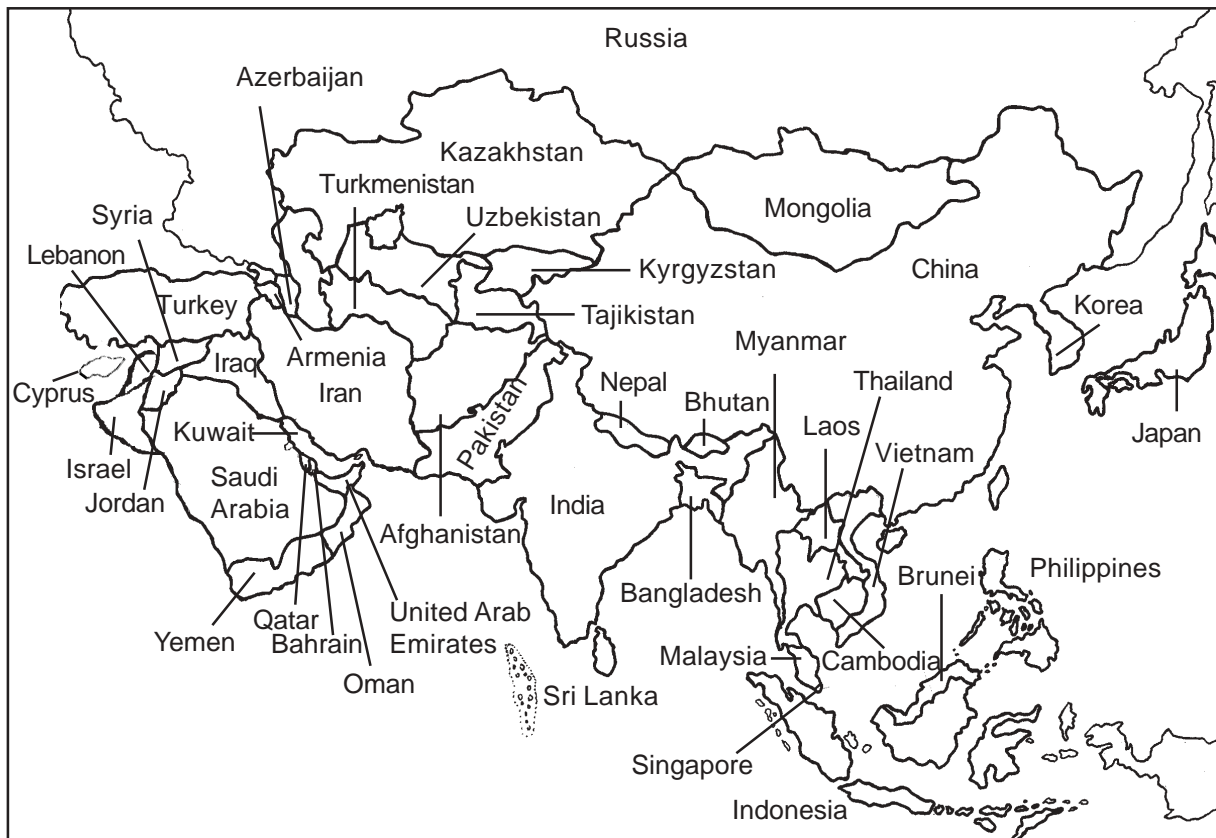 Russia
Azerbaijan
Kazakhstan
Turkmenistan
Syria
Uzbekistan
Mongolia
Lebanon
Kyrgyzstan
China
Turkey
Korea
Tajikistan
Armenia
Myanmar
Iraq
Cyprus
Iran
Nepal
Thailand
Bhutan
Pakistan
Laos
Japan
Kuwait
Vietnam
Israel
Saudi
Arabia
Jordan
India
Afghanistan
Brunei
Philippines
Bangladesh
Qatar
United Arab
Emirates
Yemen
Bahrain
Malaysia
Cambodia
Oman
Sri Lanka
Singapore
Indonesia